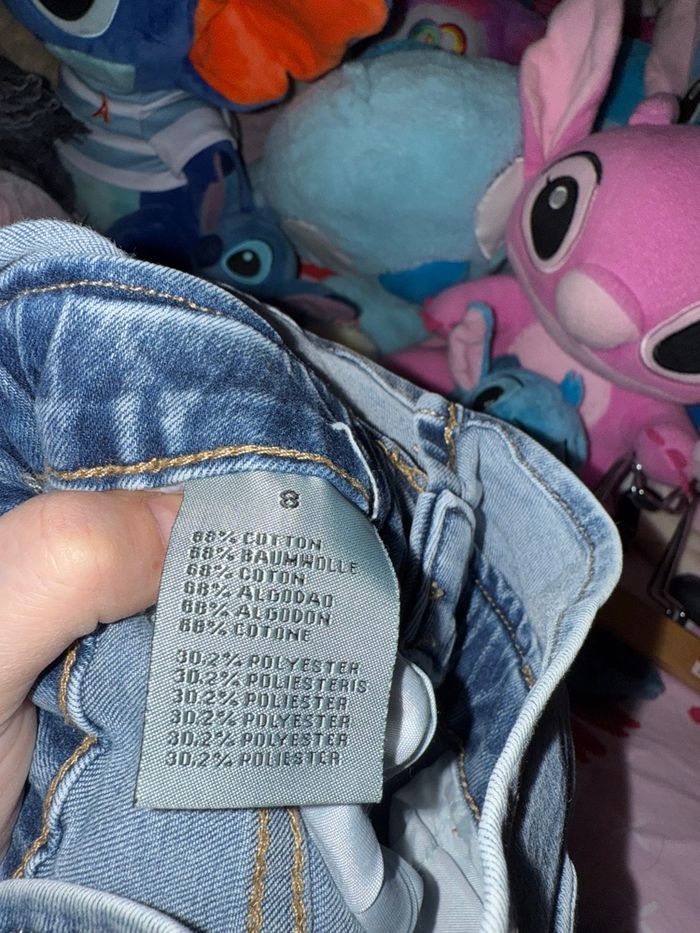 8
68% COTTON
68% BAUMWOLLE
68% COTON
68% ALGODAO
68% ALGODON
68% COTONE
30.2% POLYESTER
30.2% POLIESTERIS
30.2% POLIESTER
30.2% POLYESTER
30.2% POLYESTER
30.2% POLIESTER